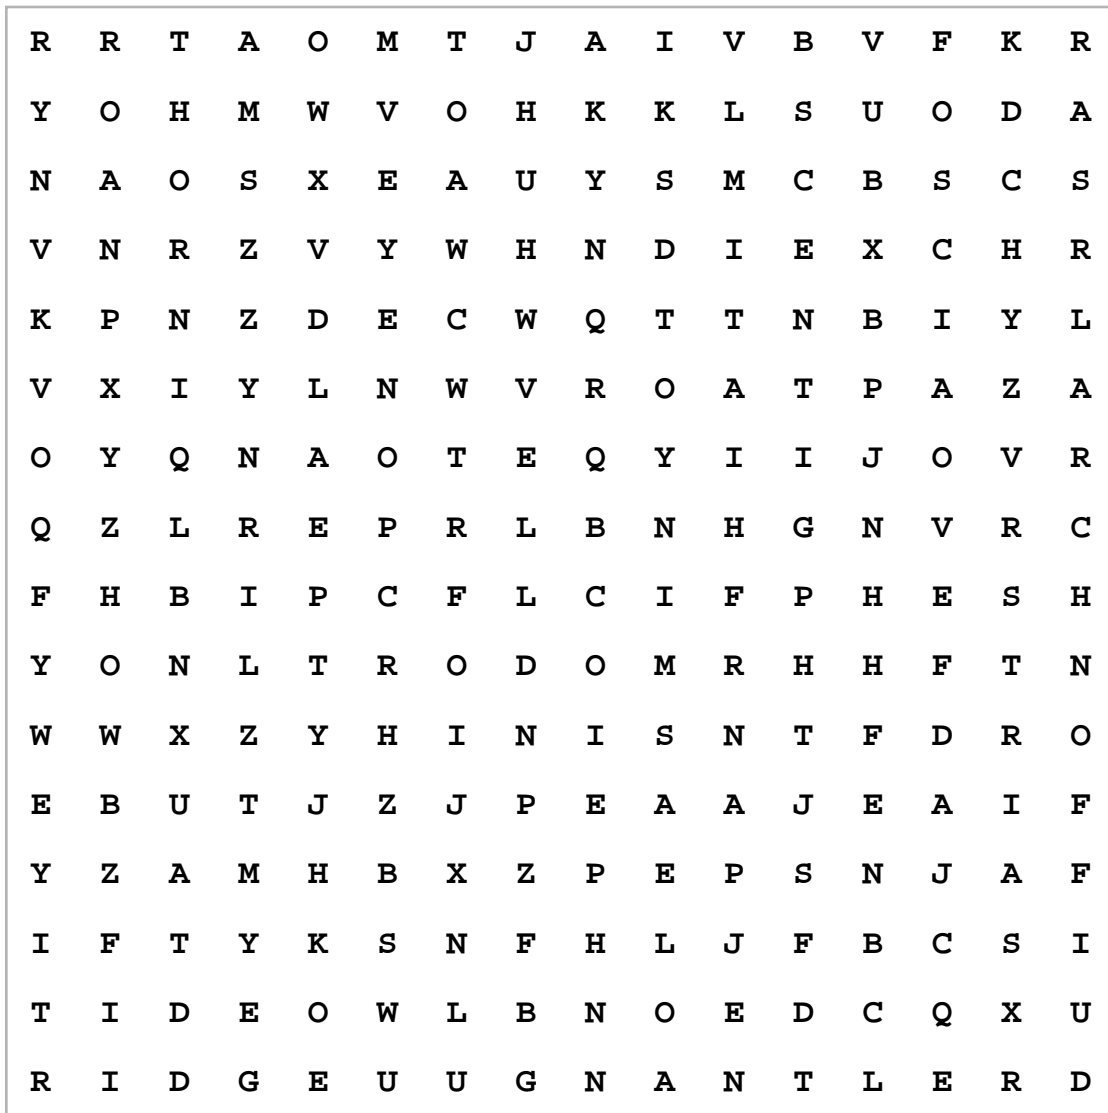 R R T A O M T J A I V B V F K R
Y O H M W V O H K K L S U O D A
N A O S X E A U Y S M C B S C S
V N R Z V Y W H N D I E X C H R
K P N Z D E C W Q T T N B I Y L
V X I Y L N W V R O A T P A Z A
O Y Q N A O T E Q Y I I J O V R
Q Z L R E P R L B N H G N V R C
F H B I P C F L C I F P H E S H
Y O N L T R O D O M R H H F T N
W W X Z Y H I N I S N T F D R O
E B U T J Z J P E A A J E A I F
Y Z A M H B X Z P E P S N J A F
I F T Y K S N F H L J F B C S I
T I D E O W L B N O E D C Q X U
R I D G E U U G N A N T L E R D